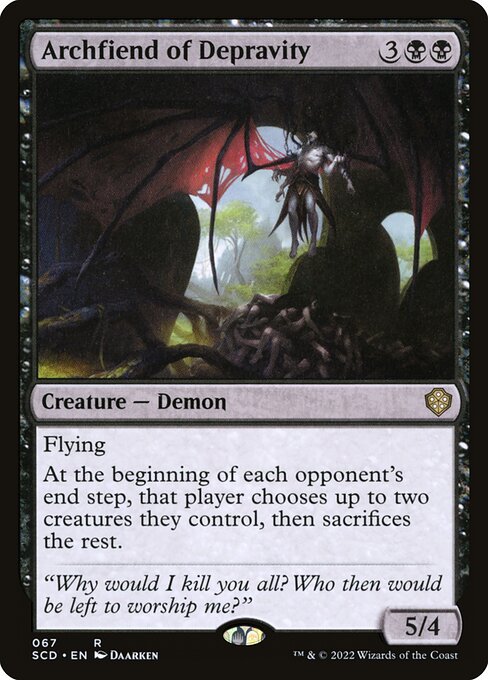 Archfiend of Depravity 3
Creature — Demon
Flying
At the beginning of each opponent's
end step, that player chooses up to two
creatures they control, then sacrifices
the rest.
“Why would I kill you all? Who then would
be left to worship me?”
5/4
067 R
SCD • EN Daarken
™ & © 2022 Wizards of the Coast